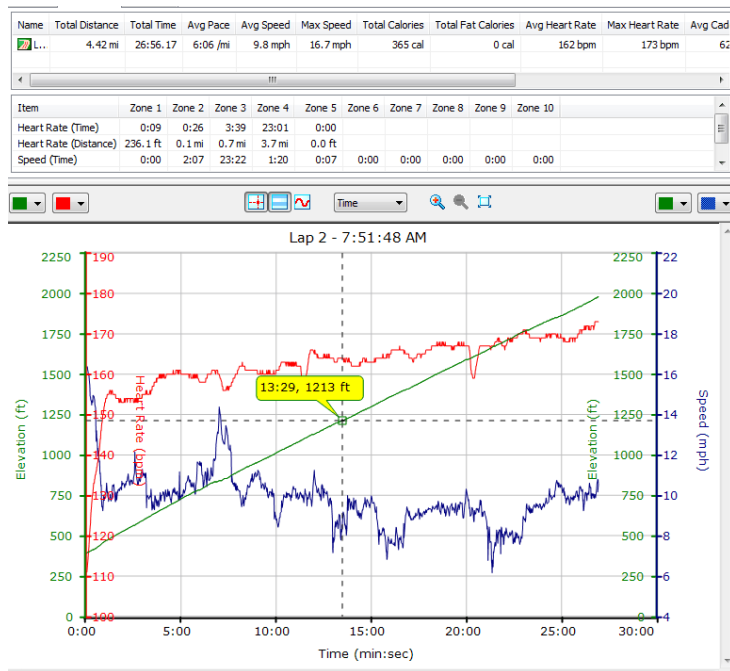 Name Total Distance Total Time Avg Pace Avg Speed Max Speed Total Calories Total Fat Calories Avg Heart Rate Max Heart Rate Avg Cad
L... 4.42 mi 26:56.17 6:06 /mi 9.8 mph 16.7 mph 365 cal 0 cal 162 bpm 173 bpm 62
Item Zone 1 Zone 2 Zone 3 Zone 4 Zone 5 Zone 6 Zone 7 Zone 8 Zone 9 Zone 10
Heart Rate (Time) 0:09 0:26 3:39 23:01 0:00
Heart Rate (Distance) 236.1 ft 0.1 mi 0.7 mi 3.7 mi 0.0 ft
Speed (Time) 0:00 2:07 23:22 1:20 0:07 0:00 0:00 0:00 0:00 0:00
Time
Lap 2 - 7:51:48 AM
2250 190 2250 22
2000 180 2000 20
1750 170 1750 18
1500 160 1500 16
1250 150 1250 14
1000 140 1000 12
750 130 750 10
500 120 500 8
250 110 250 6
0 100 0 4
Elevation (ft)
Heart Rate (bpm)
13:29, 1213 ft
Elevation (ft)
Speed (mph)
0:00 5:00 10:00 15:00 20:00 25:00 30:00
Time (min:sec)